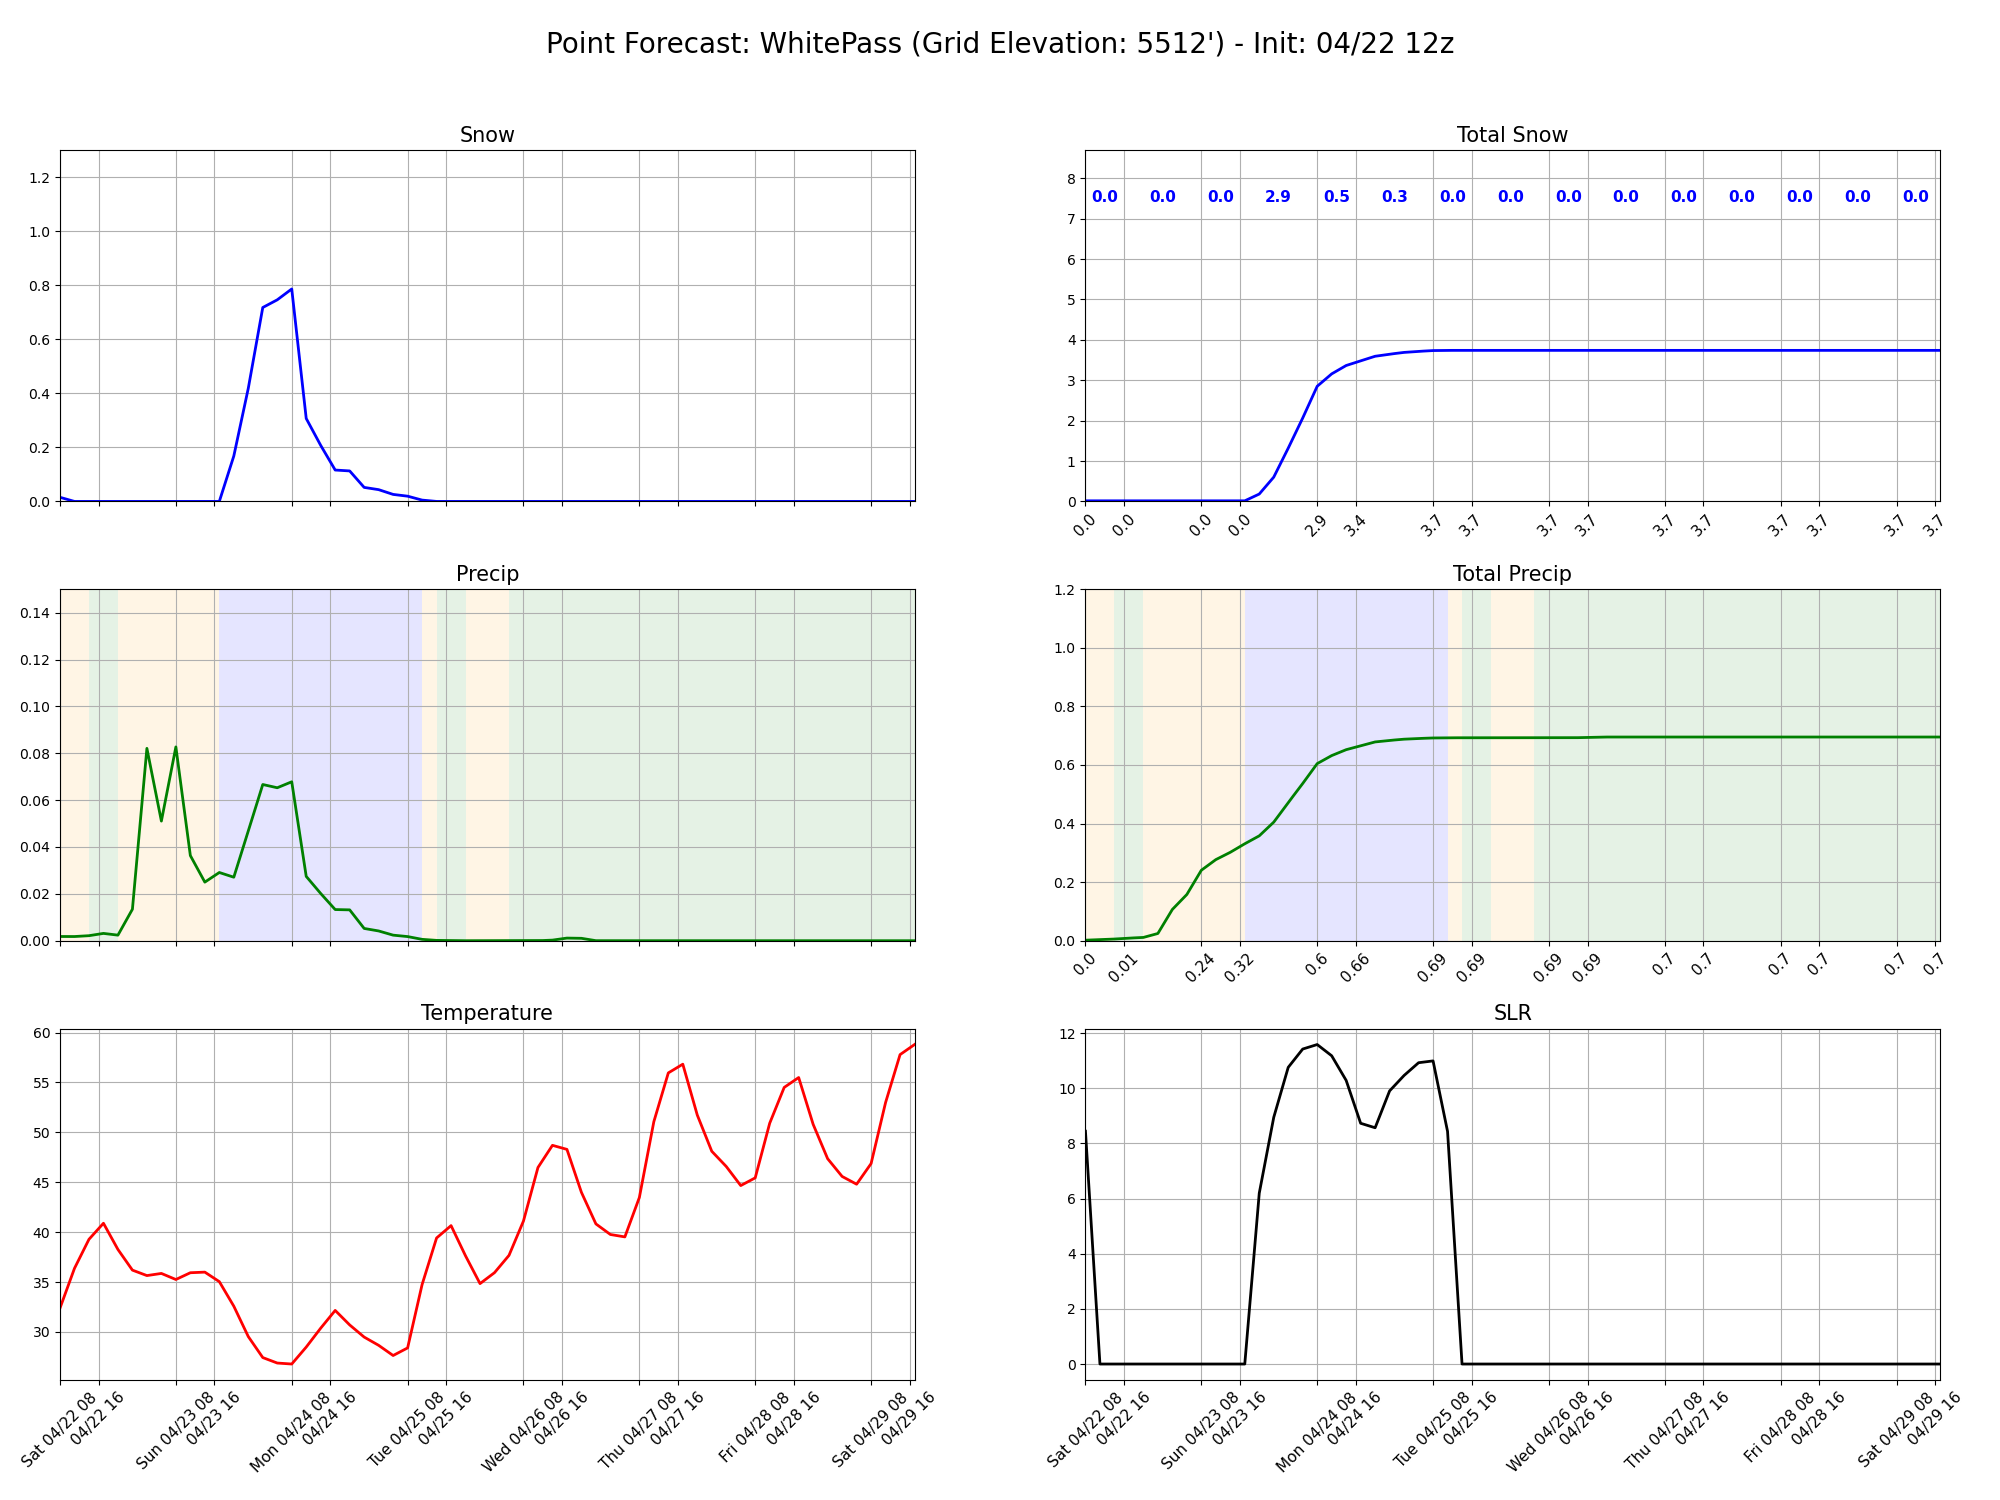 Point Forecast: WhitePass (Grid Elevation: 5512') - Init: 04/22 12z
Snow
1.2
1.0
0.8
0.6
0.4
0.2
0.0
Total Snow
8
7
6
5
4
3
2
1
0
0.0 0.0 0.0 2.9 0.5 0.3 0.0 0.0 0.0 0.0 0.0 0.0 0.0 0.0 0.0
0.0 0.0 0.0 0.0 2.9 3.4 3.7 3.7 3.7 3.7 3.7 3.7 3.7 3.7 3.7 3.7
Precip
0.14
0.12
0.10
0.08
0.06
0.04
0.02
0.00
Total Precip
1.2
1.0
0.8
0.6
0.4
0.2
0.0
0.0 0.01 0.24 0.32 0.6 0.66 0.69 0.69 0.69 0.69 0.7 0.7 0.7 0.7 0.7 0.7
Temperature
60
55
50
45
40
35
30
Sat 04/22 08
04/22 16
Sun 04/23 08
04/23 16
Mon 04/24 08
04/24 16
Tue 04/25 08
04/25 16
Wed 04/26 08
04/26 16
Thu 04/27 08
04/27 16
Fri 04/28 08
04/28 16
Sat 04/29 08
04/29 16
SLR
12
10
8
6
4
2
0
Sat 04/22 08
04/22 16
Sun 04/23 08
04/23 16
Mon 04/24 08
04/24 16
Tue 04/25 08
04/25 16
Wed 04/26 08
04/26 16
Thu 04/27 08
04/27 16
Fri 04/28 08
04/28 16
Sat 04/29 08
04/29 16